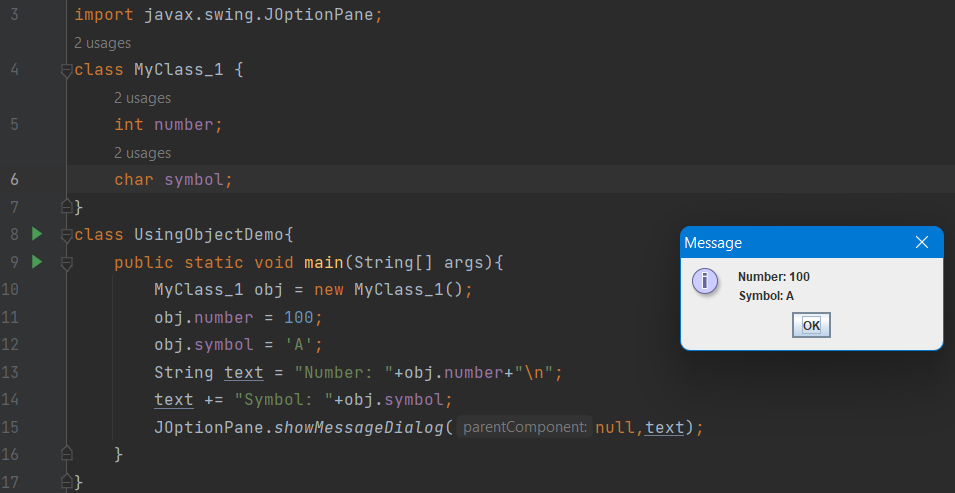 3 import javax.swing.JOptionPane;
2 usages
4 class MyClass_1 {
2 usages
5 int number;
2 usages
6 char symbol;
7 }
8 class UsingObjectDemo{
9 public static void main(String[] args){
10 MyClass_1 obj = new MyClass_1();
11 obj.number = 100;
12 obj.symbol = 'A';
13 String text = "Number: "+obj.number+"\n";
14 text += "Symbol: "+obj.symbol;
15 JOptionPane.showMessageDialog( parentComponent: null,text);
16 }
17 }
Message
Number: 100
Symbol: A
OK